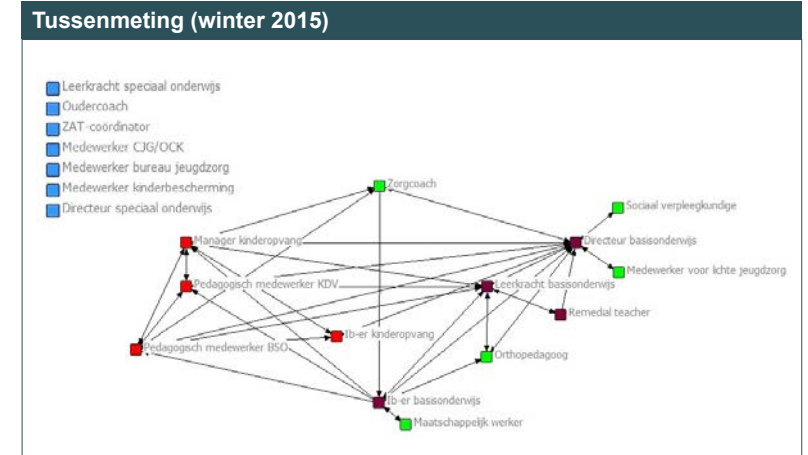 Tussenmeting (winter 2015)
Leerkracht speciaal onderwijs
Oudercoach
ZAT-coordinator
Medewerker CJG/OCK
Medewerker bureau jeugdzorg
Medewerker kinderbescherming
Directeur speciaal onderwijs
Zorgcoach
Sociaal verpleegkundige
Manager kinderopvang
Directeur basisonderwijs
Medewerker voor lichte jeugdzorg
Pedagogisch medewerker KDV
Leerkracht basisonderwijs
Remedial teacher
Ib-er kinderopvang
Pedagogisch medewerker BSO
Orthopedagoog
Ib-er basisonderwijs
Maatschappelijk werker